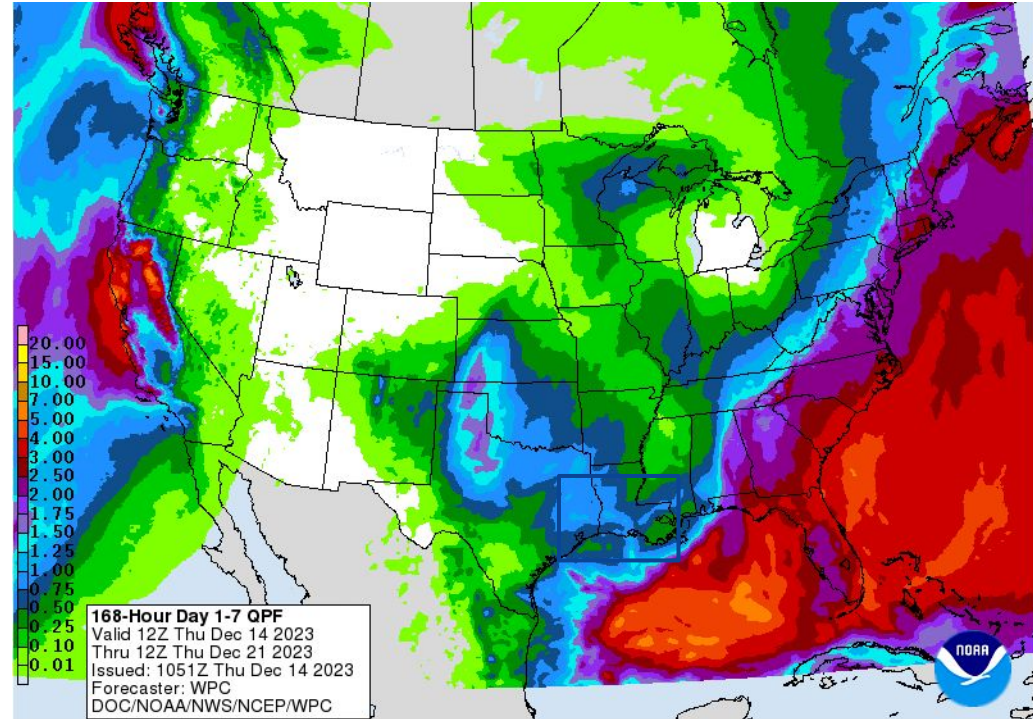 20.00
15.00
10.00
7.00
5.00
4.00
3.00
2.50
2.00
1.75
1.50
1.25
1.00
0.75
0.50
0.25
0.10
0.01
168-Hour Day 1-7 QPF
Valid 12Z Thu Dec 14 2023
Thru 12Z Thu Dec 21 2023
Issued: 1051Z Thu Dec 14 2023
Forecaster: WPC
DOC/NOAA/NWS/NCEP/WPC
NOAA